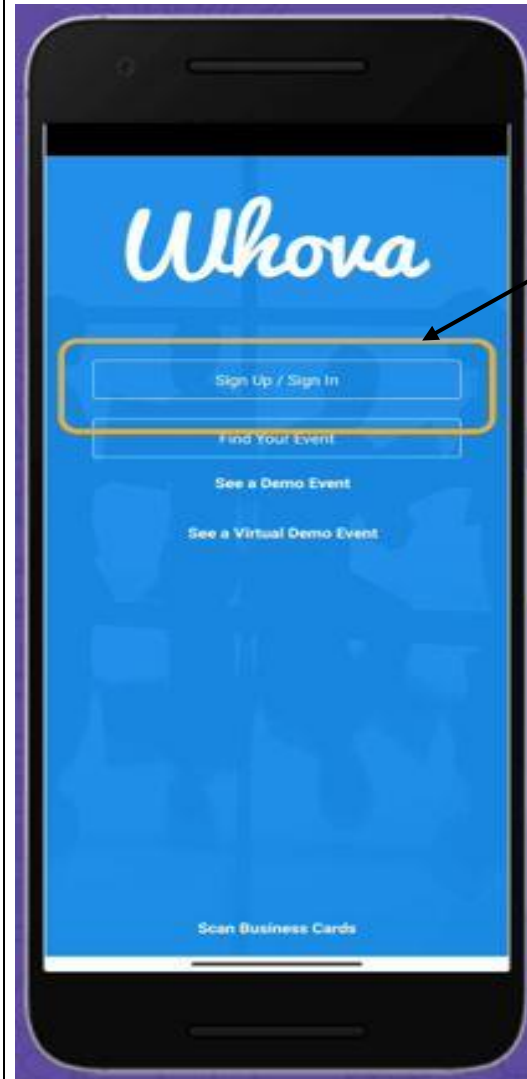 Whova
Sign Up / Sign In
Find Your Event
See a Demo Event
See a Virtual Demo Event
Scan Business Cards